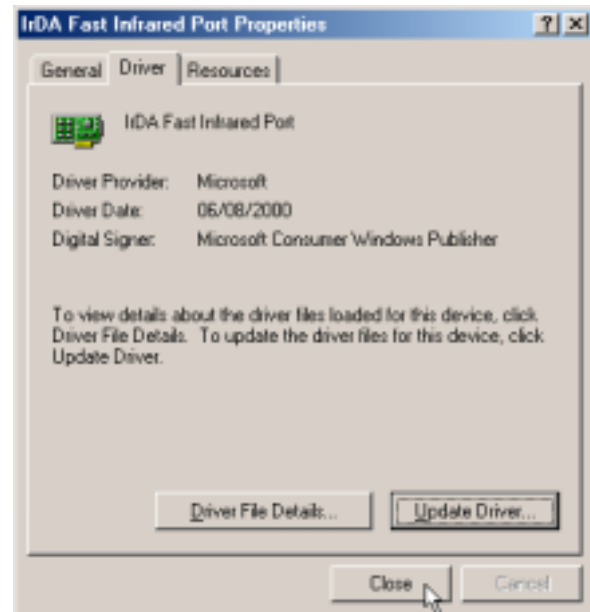 IrDA Fast Infrared Port Properties
General Driver Resources
IrDA Fast Infrared Port
Driver Provider: Microsoft
Driver Date: 06/08/2000
Digital Signer: Microsoft Consumer Windows Publisher
To view details about the driver files loaded for this device, click
Driver File Details. To update the driver files for this device, click
Update Driver.
Driver File Details... Update Driver...
Close Cancel